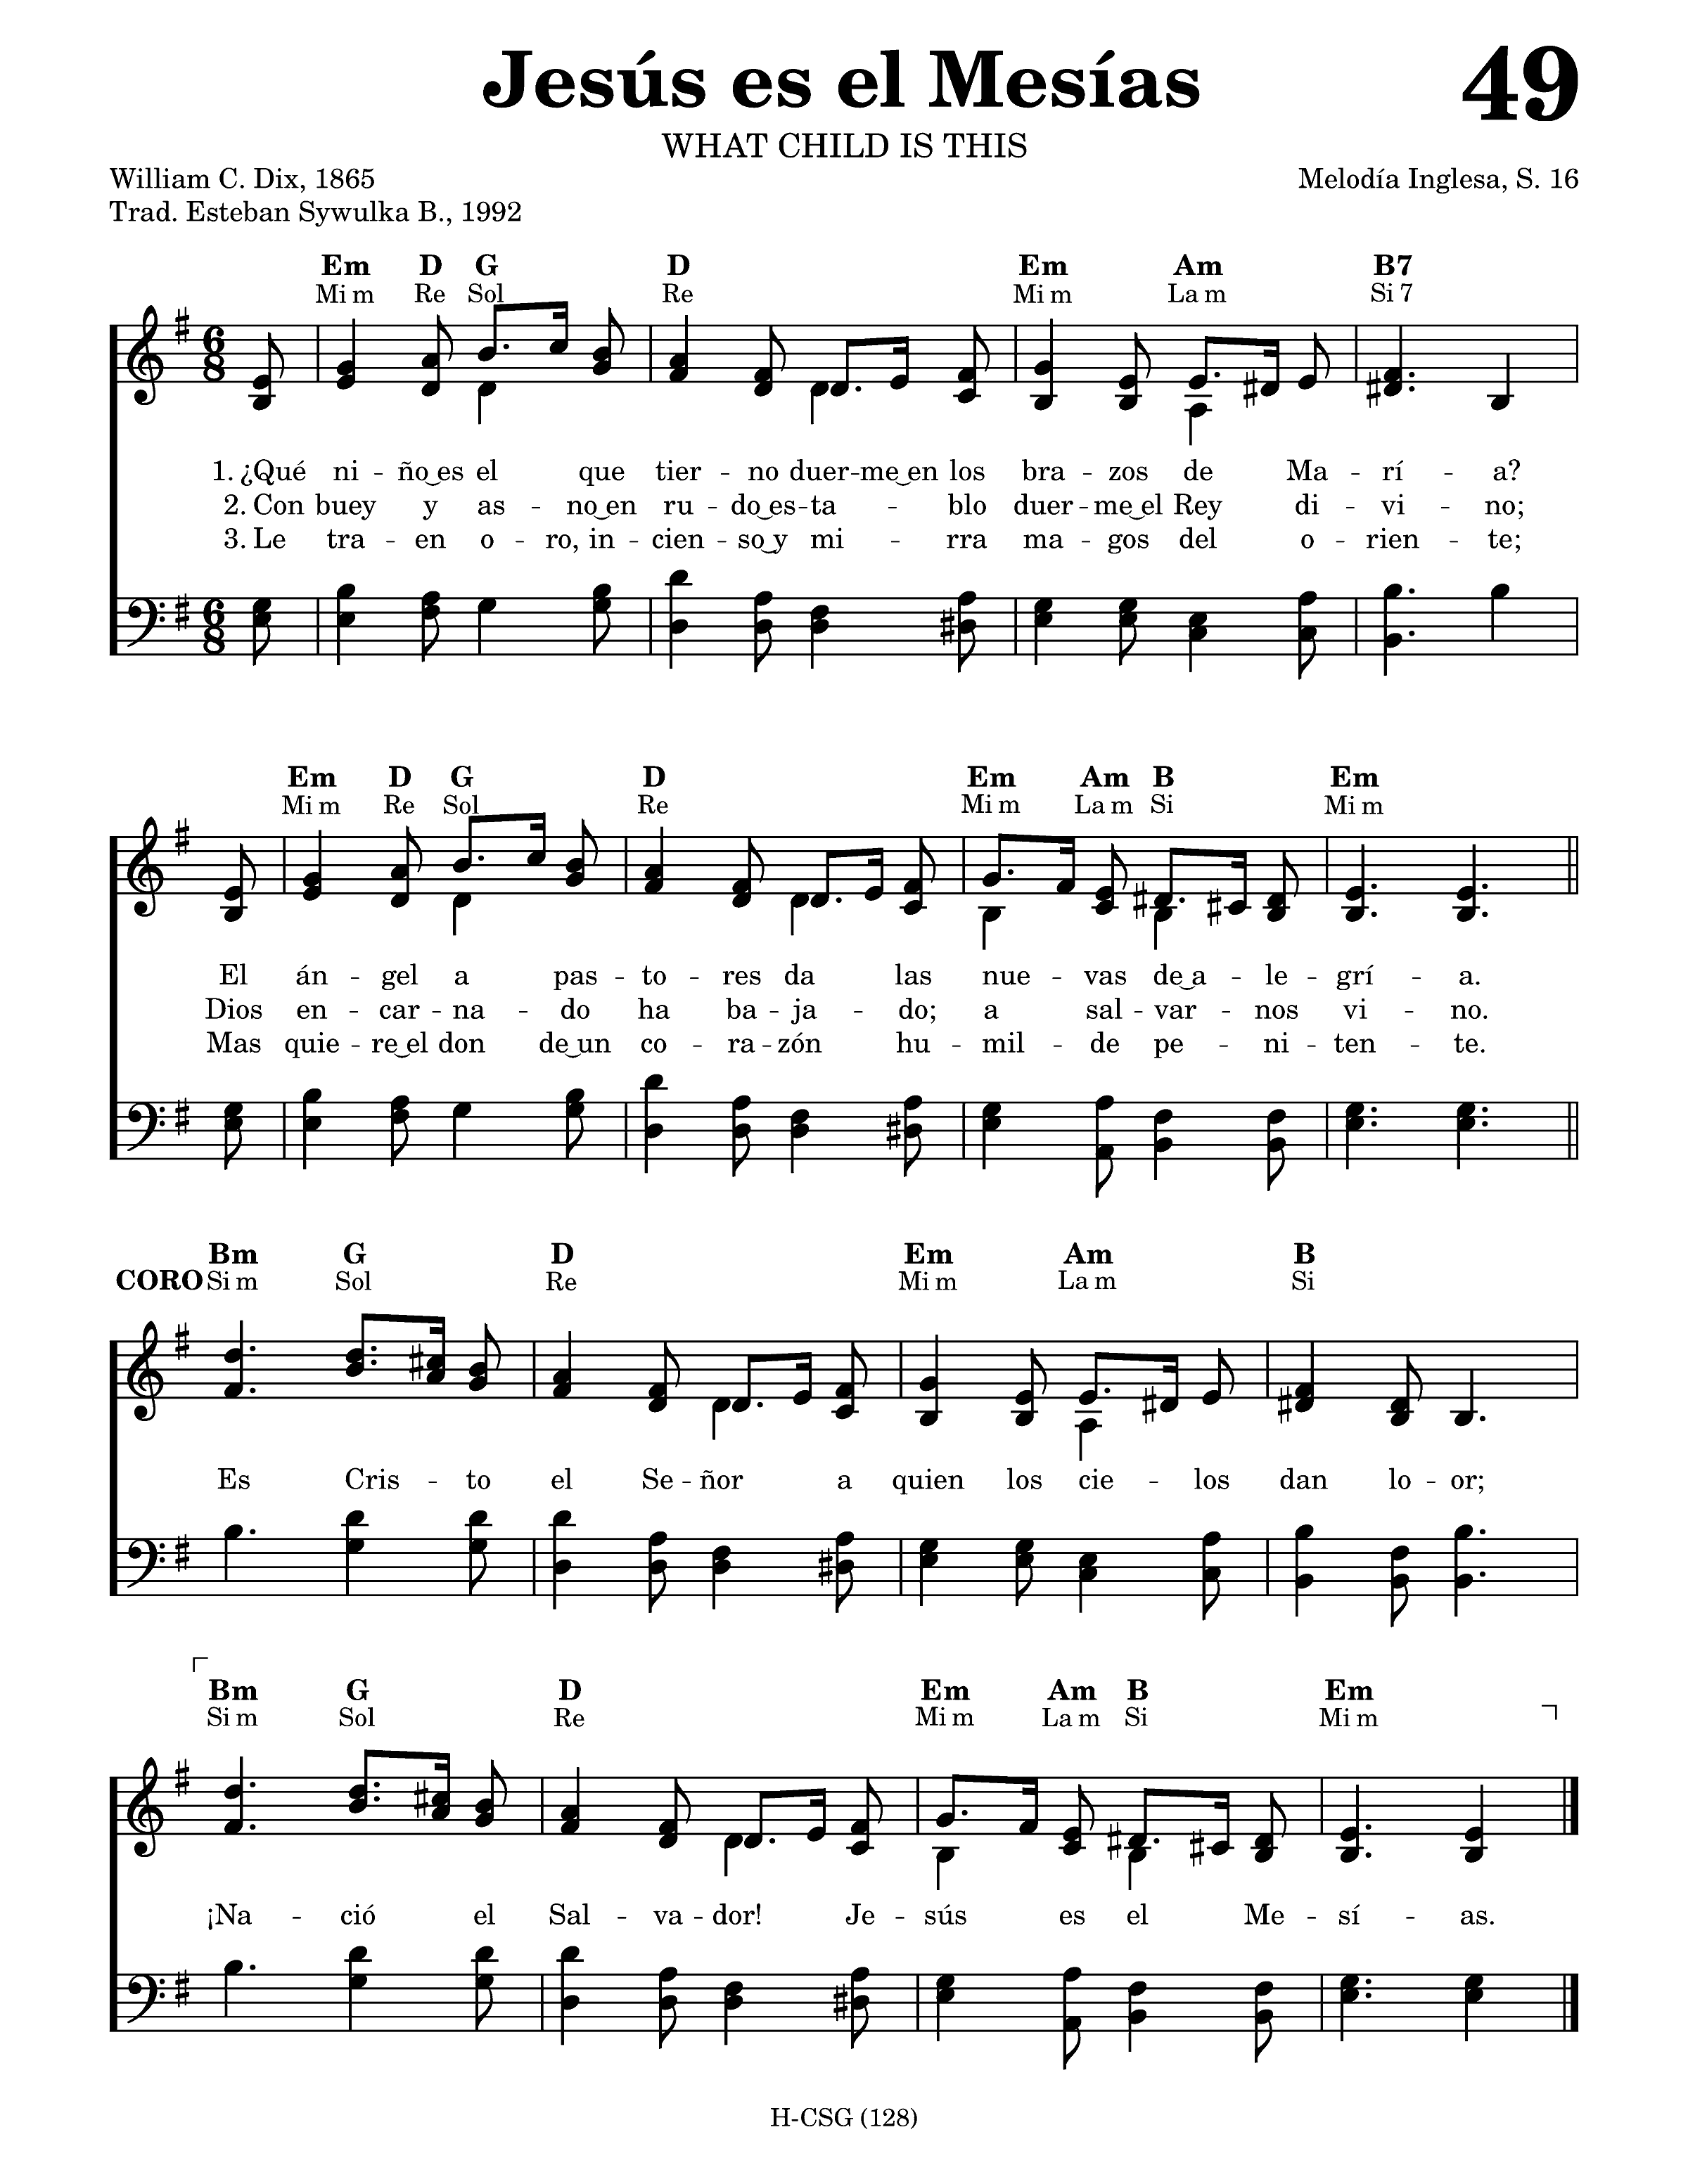 Jesús es el Mesías 49
WHAT CHILD IS THIS
William C. Dix, 1865 Melodía Inglesa, S. 16
Trad. Esteban Sywulka B., 1992
Em D G D Em Am B7
Mi m Re Sol Re Mi m La m Si 7
6 8
1. ¿Qué ni - ño es el que tier - no duer - me en los bra - zos de Ma - rí - a?
2. Con buey y as - no en ru - do es - ta - blo duer - me el Rey di - vi - no;
3. Le tra - en o - ro, in - cien - so y mi - rra ma - gos del o - rien - te;
6 8
Em D G D Em Am B Em
Mi m Re Sol Re Mi m La m Si Mi m
El án - gel a pas - to - res da las nue - vas de a - le - grí - a.
Dios en - car - na - do ha ba - ja - do; a sal - var - nos vi - no.
Mas quie - re el don de un co - ra - zón hu - mil - de pe - ni - ten - te.
Bm G D Em Am B
CORO Si m Sol Re Mi m La m Si
Es Cris - to el Se - ñor a quien los cie - los dan lo - or;
Bm G D Em Am B Em
Si m Sol Re Mi m La m Si Mi m
¡Na - ció el Sal - va - dor! Je - sús es el Me - sí - as.
H-CSG (128)